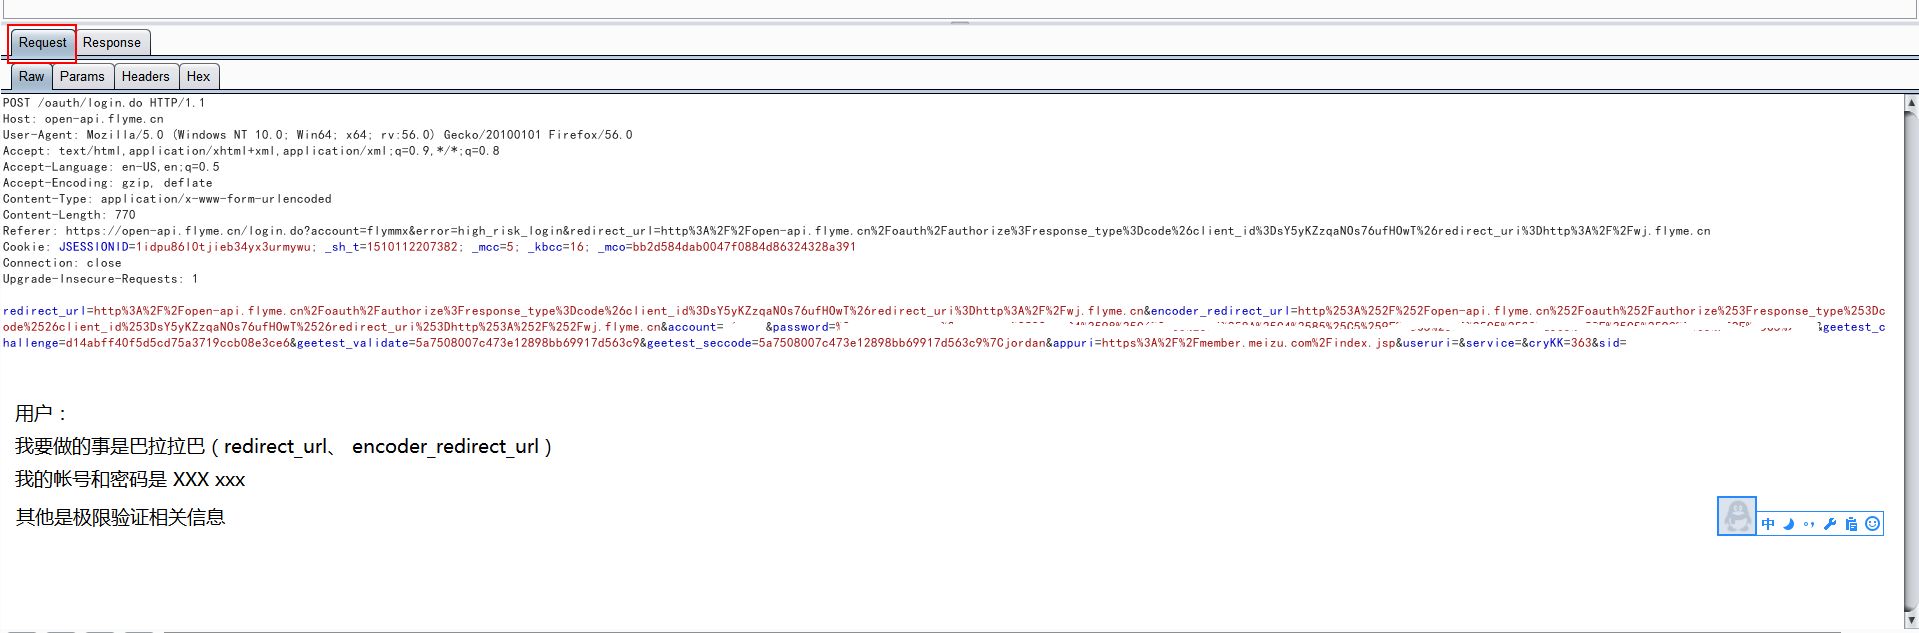 Request Response
Raw Params Headers Hex
POST /oauth/login.do HTTP/1.1
Host: open-api.flyme.cn
User-Agent: Mozilla/5.0 (Windows NT 10.0; Win64; x64; rv:56.0) Gecko/20100101 Firefox/56.0
Accept: text/html,application/xhtml+xml,application/xml;q=0.9,*/*;q=0.8
Accept-Language: en-US,en;q=0.5
Accept-Encoding: gzip, deflate
Content-Type: application/x-www-form-urlencoded
Content-Length: 770
Referer: https://open-api.flyme.cn/login.do?account=flymmx&error=high_risk_login&redirect_url=http%3A%2F%2Fopen-api.flyme.cn%2Foauth%2Fauthorize%3Fresponse_type%3Dcode%26client_id%3DsY5yKZzqaNOs76ufHOwT%26redirect_uri%3Dhttp%3A%2F%2Fwj.flyme.cn
Cookie: JSESSIONID=1idpu86l0tjieb34yx3urmywu; _sh_t=1510112207382; _mcc=5; _kbcc=16; _mco=bb2d584dab0047f0884d86324328a391
Connection: close
Upgrade-Insecure-Requests: 1
redirect_url=http%3A%2F%2Fopen-api.flyme.cn%2Foauth%2Fauthorize%3Fresponse_type%3Dcode%26client_id%3DsY5yKZzqaNOs76ufHOwT%26redirect_uri%3Dhttp%3A%2F%2Fwj.flyme.cn&encoder_redirect_url=http%253A%252F%252Fopen-api.flyme.cn%252Foauth%252Fauthorize%253Fresponse_type%253Dc
ode%2526client_id%253DsY5yKZzqaNOs76ufHOwT%2526redirect_uri%253Dhttp%253A%252F%252Fwj.flyme.cn&account= &password= &geetest_c
hallenge=d14abff40f5d5cd75a3719ccb08e3ce6&geetest_validate=5a7508007c473e12898bb69917d563c9&geetest_seccode=5a7508007c473e12898bb69917d563c9%7Cjordan&appuri=https%3A%2F%2Fmember.meizu.com%2Findex.jsp&useruri=&service=&cryKK=363&sid=
用户：
我要做的事是巴拉拉巴（redirect_url、 encoder_redirect_url）
我的帐号和密码是 XXX xxx
其他是极限验证相关信息
中